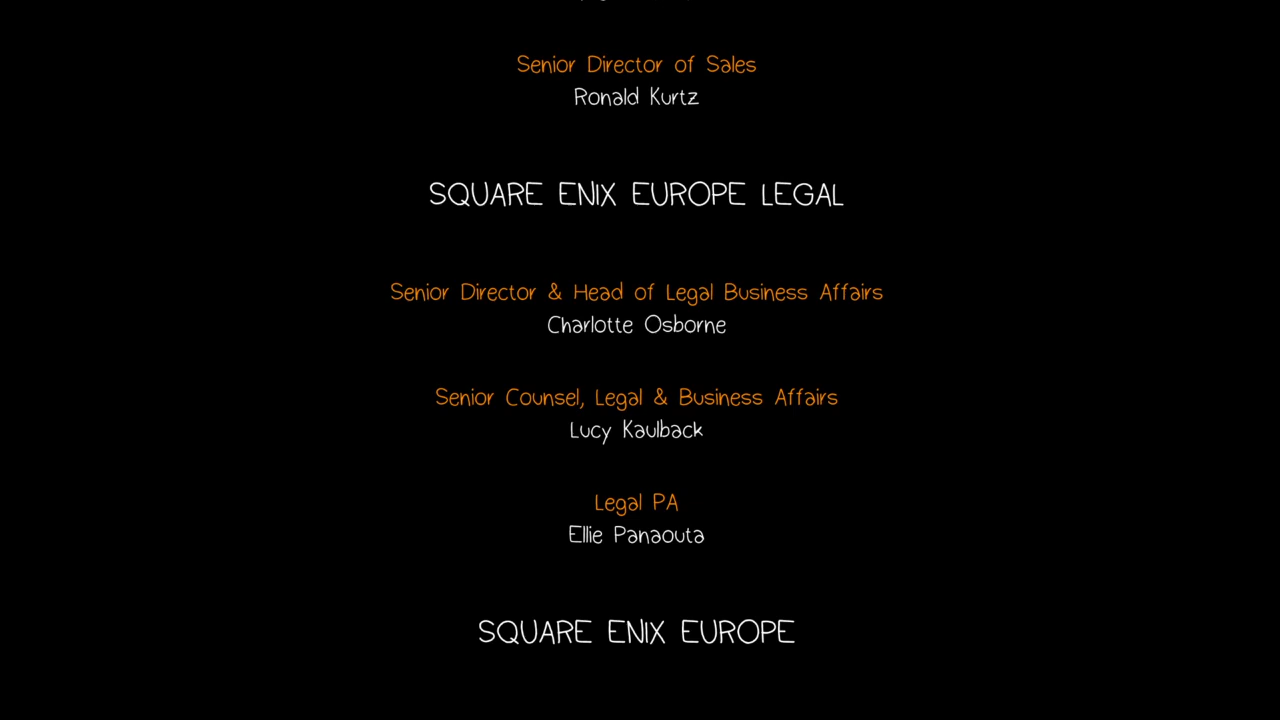 Senior Director of Sales
Ronald Kurtz
SQUARE ENIX EUROPE LEGAL
Senior Director & Head of Legal Business Affairs
Charlotte Osborne
Senior Counsel, Legal & Business Affairs
Lucy Kaulback
Legal PA
Ellie Panaouta
SQUARE ENIX EUROPE